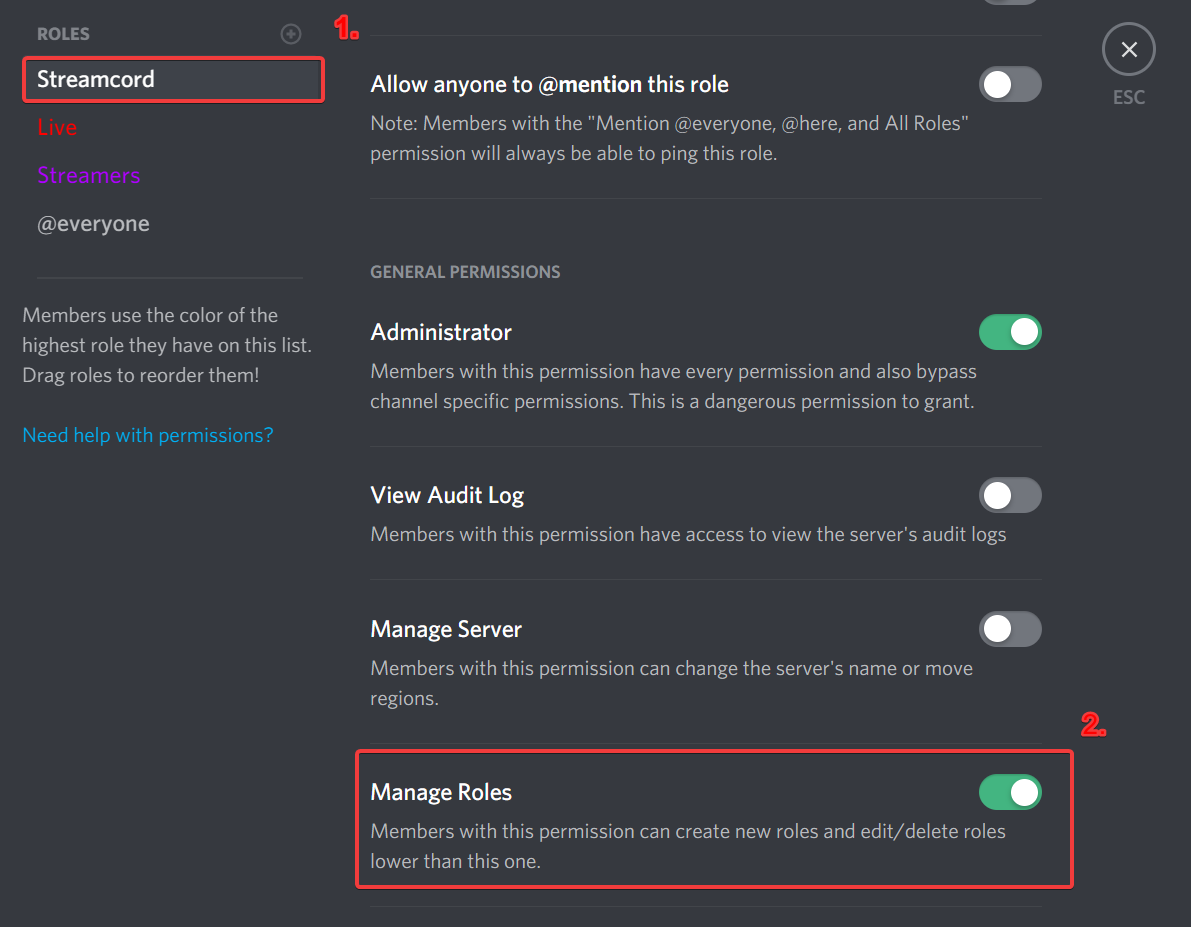 ROLES
1.
Streamcord
Live
Streamers
@everyone
Members use the color of the
highest role they have on this list.
Drag roles to reorder them!
Need help with permissions?
Allow anyone to @mention this role
Note: Members with the "Mention @everyone, @here, and All Roles"
permission will always be able to ping this role.
GENERAL PERMISSIONS
Administrator
Members with this permission have every permission and also bypass
channel specific permissions. This is a dangerous permission to grant.
View Audit Log
Members with this permission have access to view the server's audit logs
Manage Server
Members with this permission can change the server's name or move
regions.
2.
Manage Roles
Members with this permission can create new roles and edit/delete roles
lower than this one.
ESC